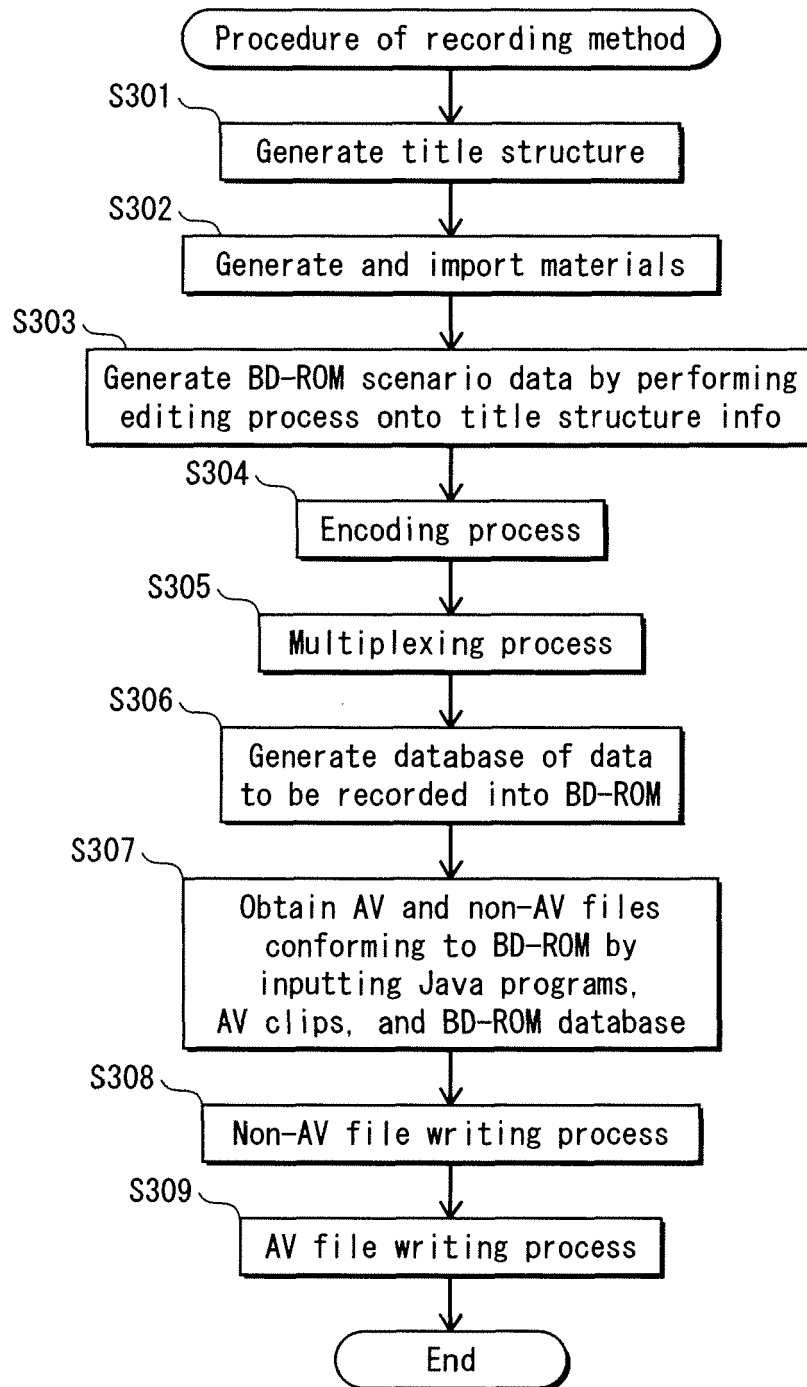 Procedure of recording method
S301
Generate title structure
S302
Generate and import materials
S303
Generate BD-ROM scenario data by performing
editing process onto title structure info
S304
Encoding process
S305
Multiplexing process
S306
Generate database of data
to be recorded into BD-ROM
S307
Obtain AV and non-AV files
conforming to BD-ROM by
inputting Java programs,
AV clips, and BD-ROM database
S308
Non-AV file writing process
S309
AV file writing process
End